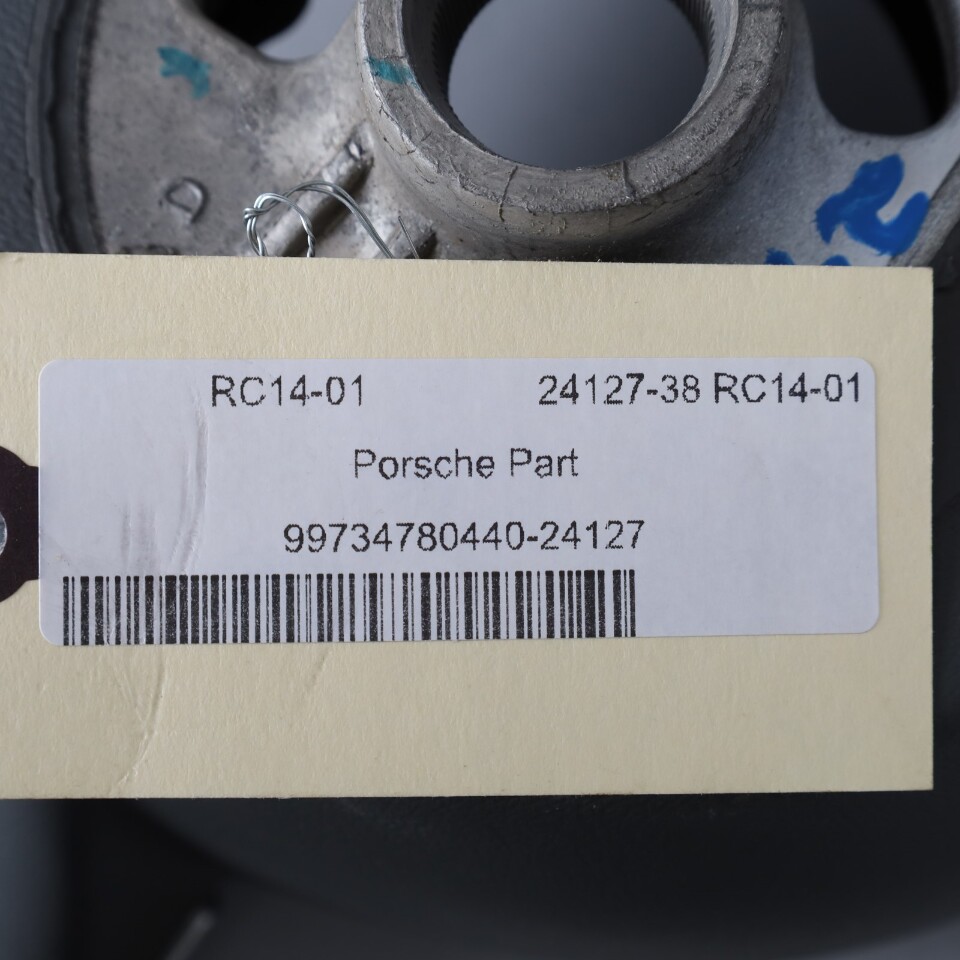 D
RC14-01 24127-38 RC14-01
Porsche Part
99734780440-24127